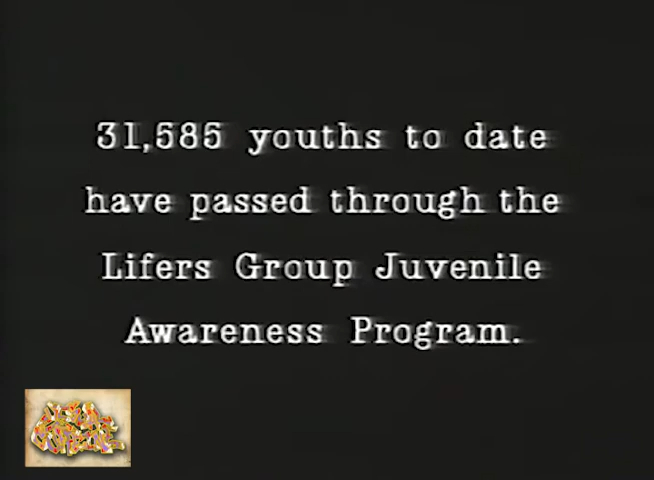 31,585 youths to date
have passed through the
Lifers Group Juvenile
Awareness Program.